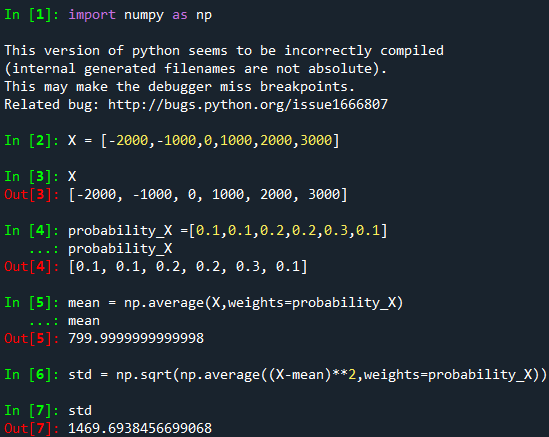 In [1]: import numpy as np
This version of python seems to be incorrectly compiled
(internal generated filenames are not absolute).
This may make the debugger miss breakpoints.
Related bug: http://bugs.python.org/issue1666807
In [2]: X = [-2000,-1000,0,1000,2000,3000]
In [3]: X
Out[3]: [-2000, -1000, 0, 1000, 2000, 3000]
In [4]: probability_X =[0.1,0.1,0.2,0.2,0.3,0.1]
...: probability_X
Out[4]: [0.1, 0.1, 0.2, 0.2, 0.3, 0.1]
In [5]: mean = np.average(X,weights=probability_X)
...: mean
Out[5]: 799.9999999999998
In [6]: std = np.sqrt(np.average((X-mean)**2,weights=probability_X))
In [7]: std
Out[7]: 1469.6938456699068